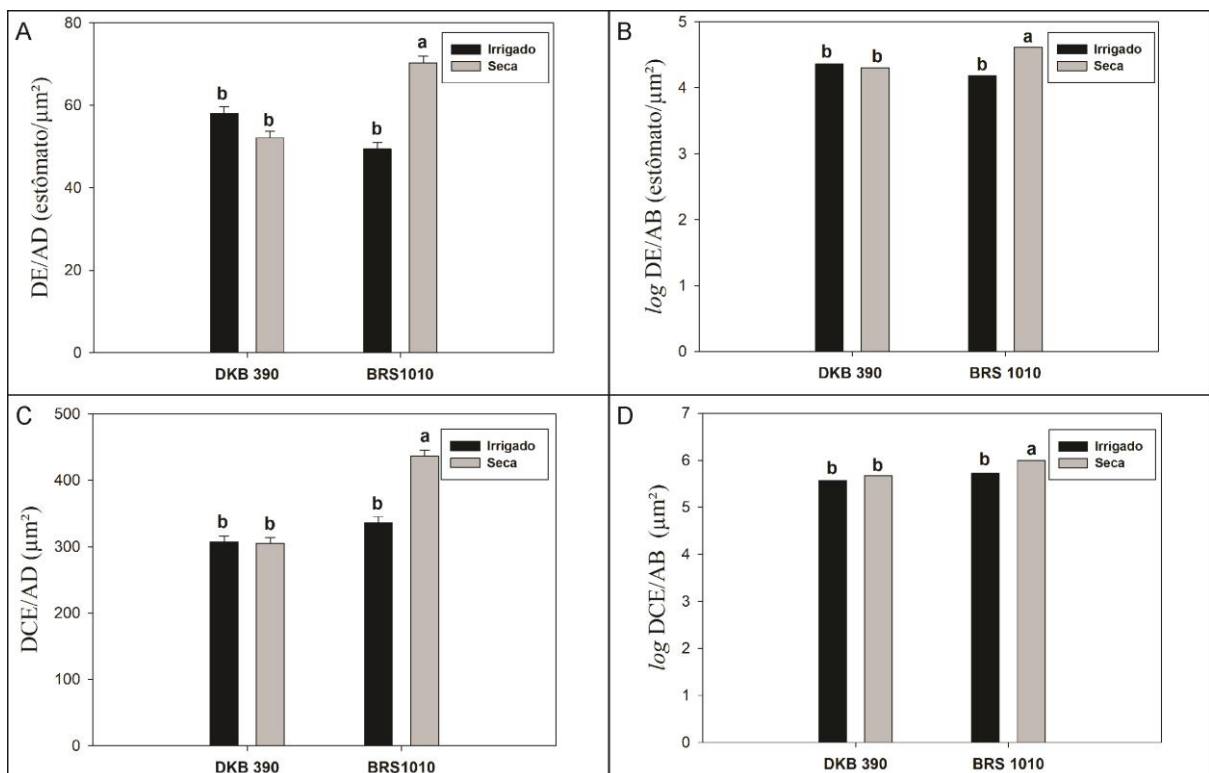 A
DE/AD (estômato/µm²)
80
60
40
20
0
b
b
b
a
Irrigado
Seca
DKB 390
BRS1010
B
log DE/AB (estômato/µm²)
5
4
3
2
1
0
b
b
b
a
Irrigado
Seca
DKB 390
BRS 1010
C
DCE/AD (µm²)
500
400
300
200
100
0
b
b
b
a
Irrigado
Seca
DKB 390
BRS1010
D
log DCE/AB (µm²)
7
6
5
4
3
2
1
0
b
b
b
a
Irrigado
Seca
DKB 390
BRS 1010